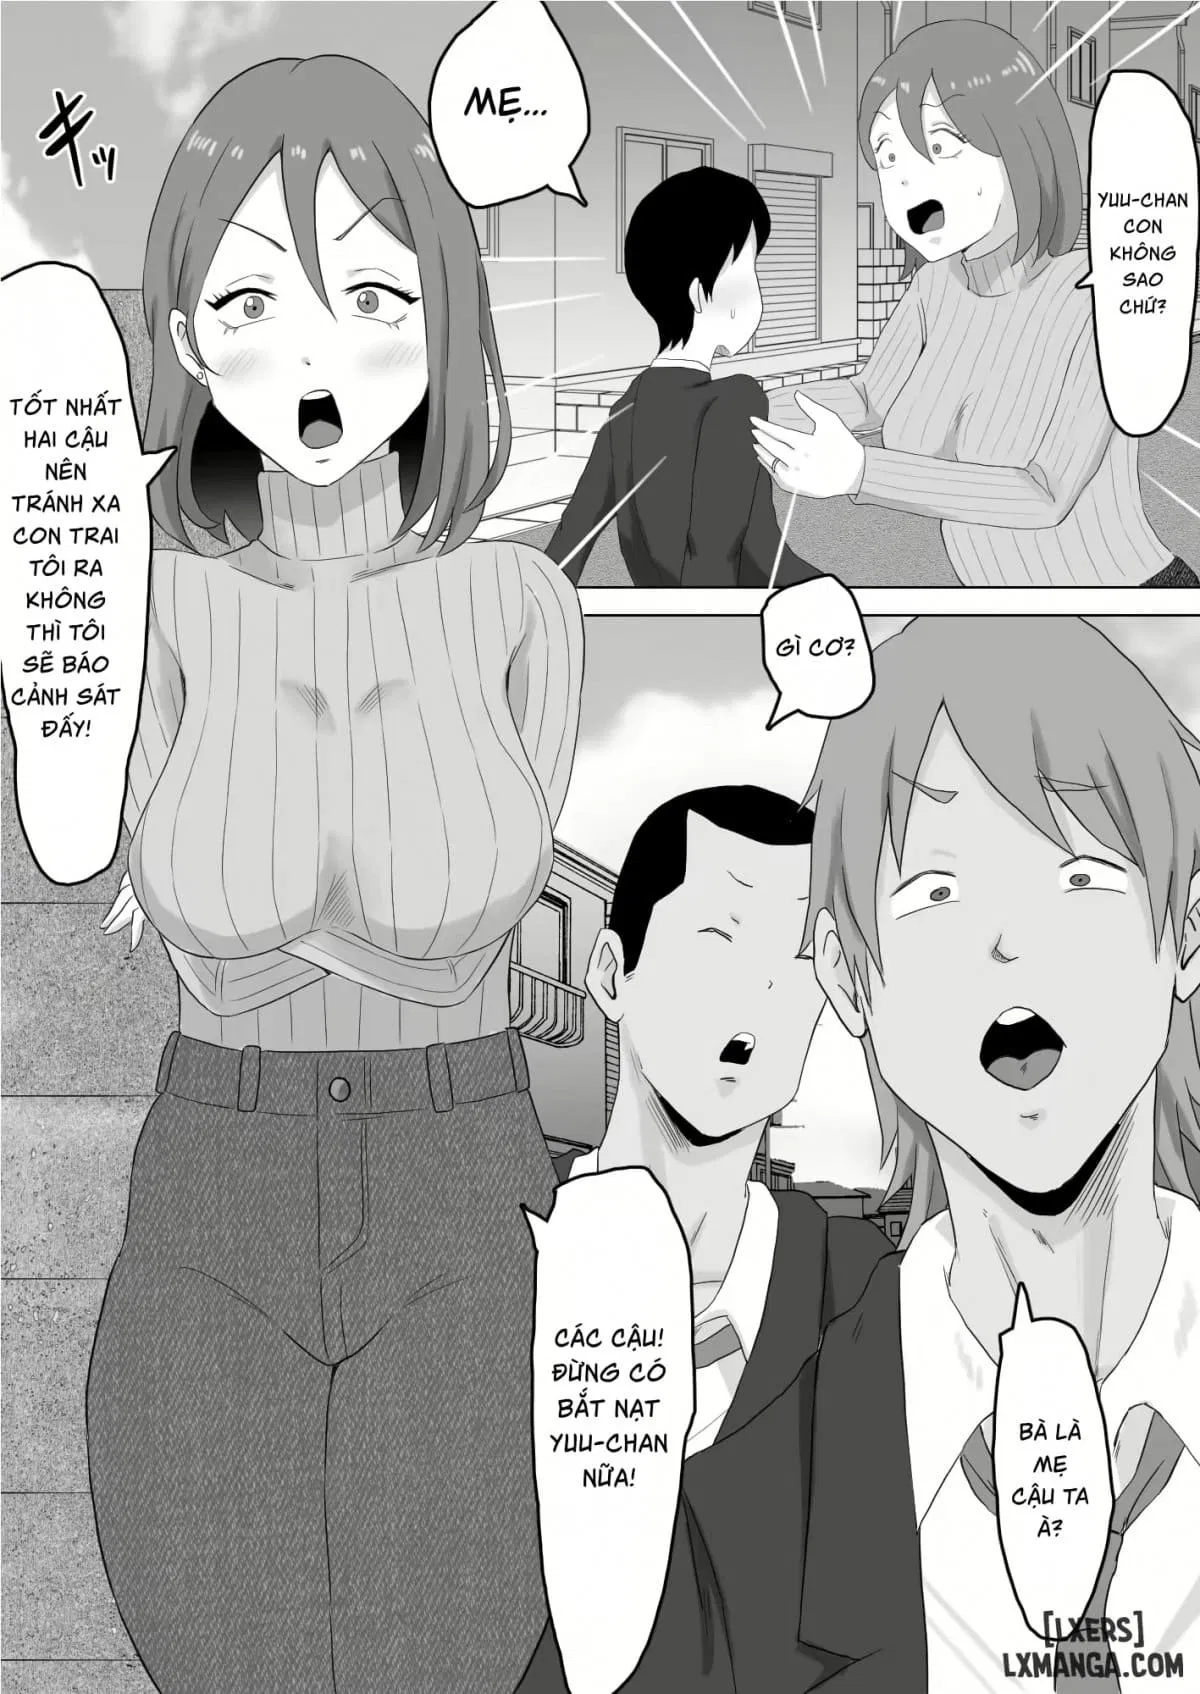 YUU-CHAN
CON
KHÔNG
SAO
CHỨ?
MẸ...
キッ
GÌ CƠ?
TỐT NHẤT
HAI CẬU
NÊN
TRÁNH XA
CON TRAI
TÔI RA
KHÔNG
THÌ TÔI
SẼ BÁO
CẢNH SÁT
ĐẤY!
BÀ LÀ
MẸ
CẬU TA
À?
CÁC CẬU!
ĐỪNG CÓ
BẮT NẠT
YUU-CHAN
NỮA!
[LXERS]
LXMANGA.COM